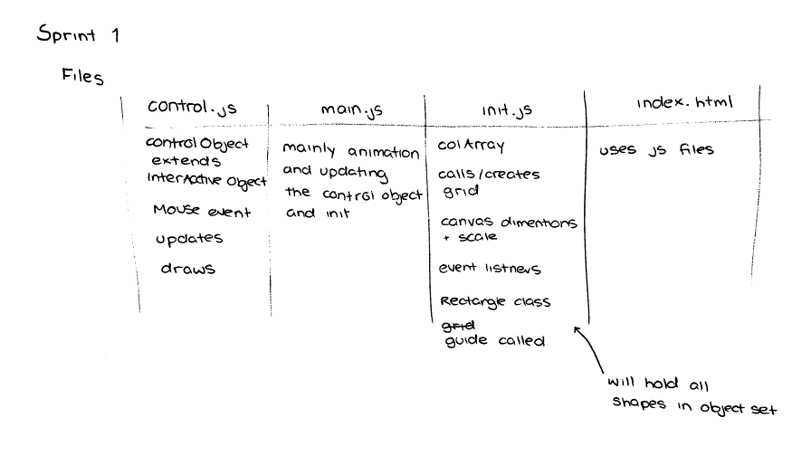 Sprint 1
Files
control.js
controlObject
extends
InterActive Object
Mouse event
updates
draws
main.js
mainly animation
and updating
the control object
and init
init.js
colArray
calls/creates
grid
canvas dimentions
+ scale
event listners
Rectangle class
grid
guide called
index.html
uses js files
will hold all
shapes in object set